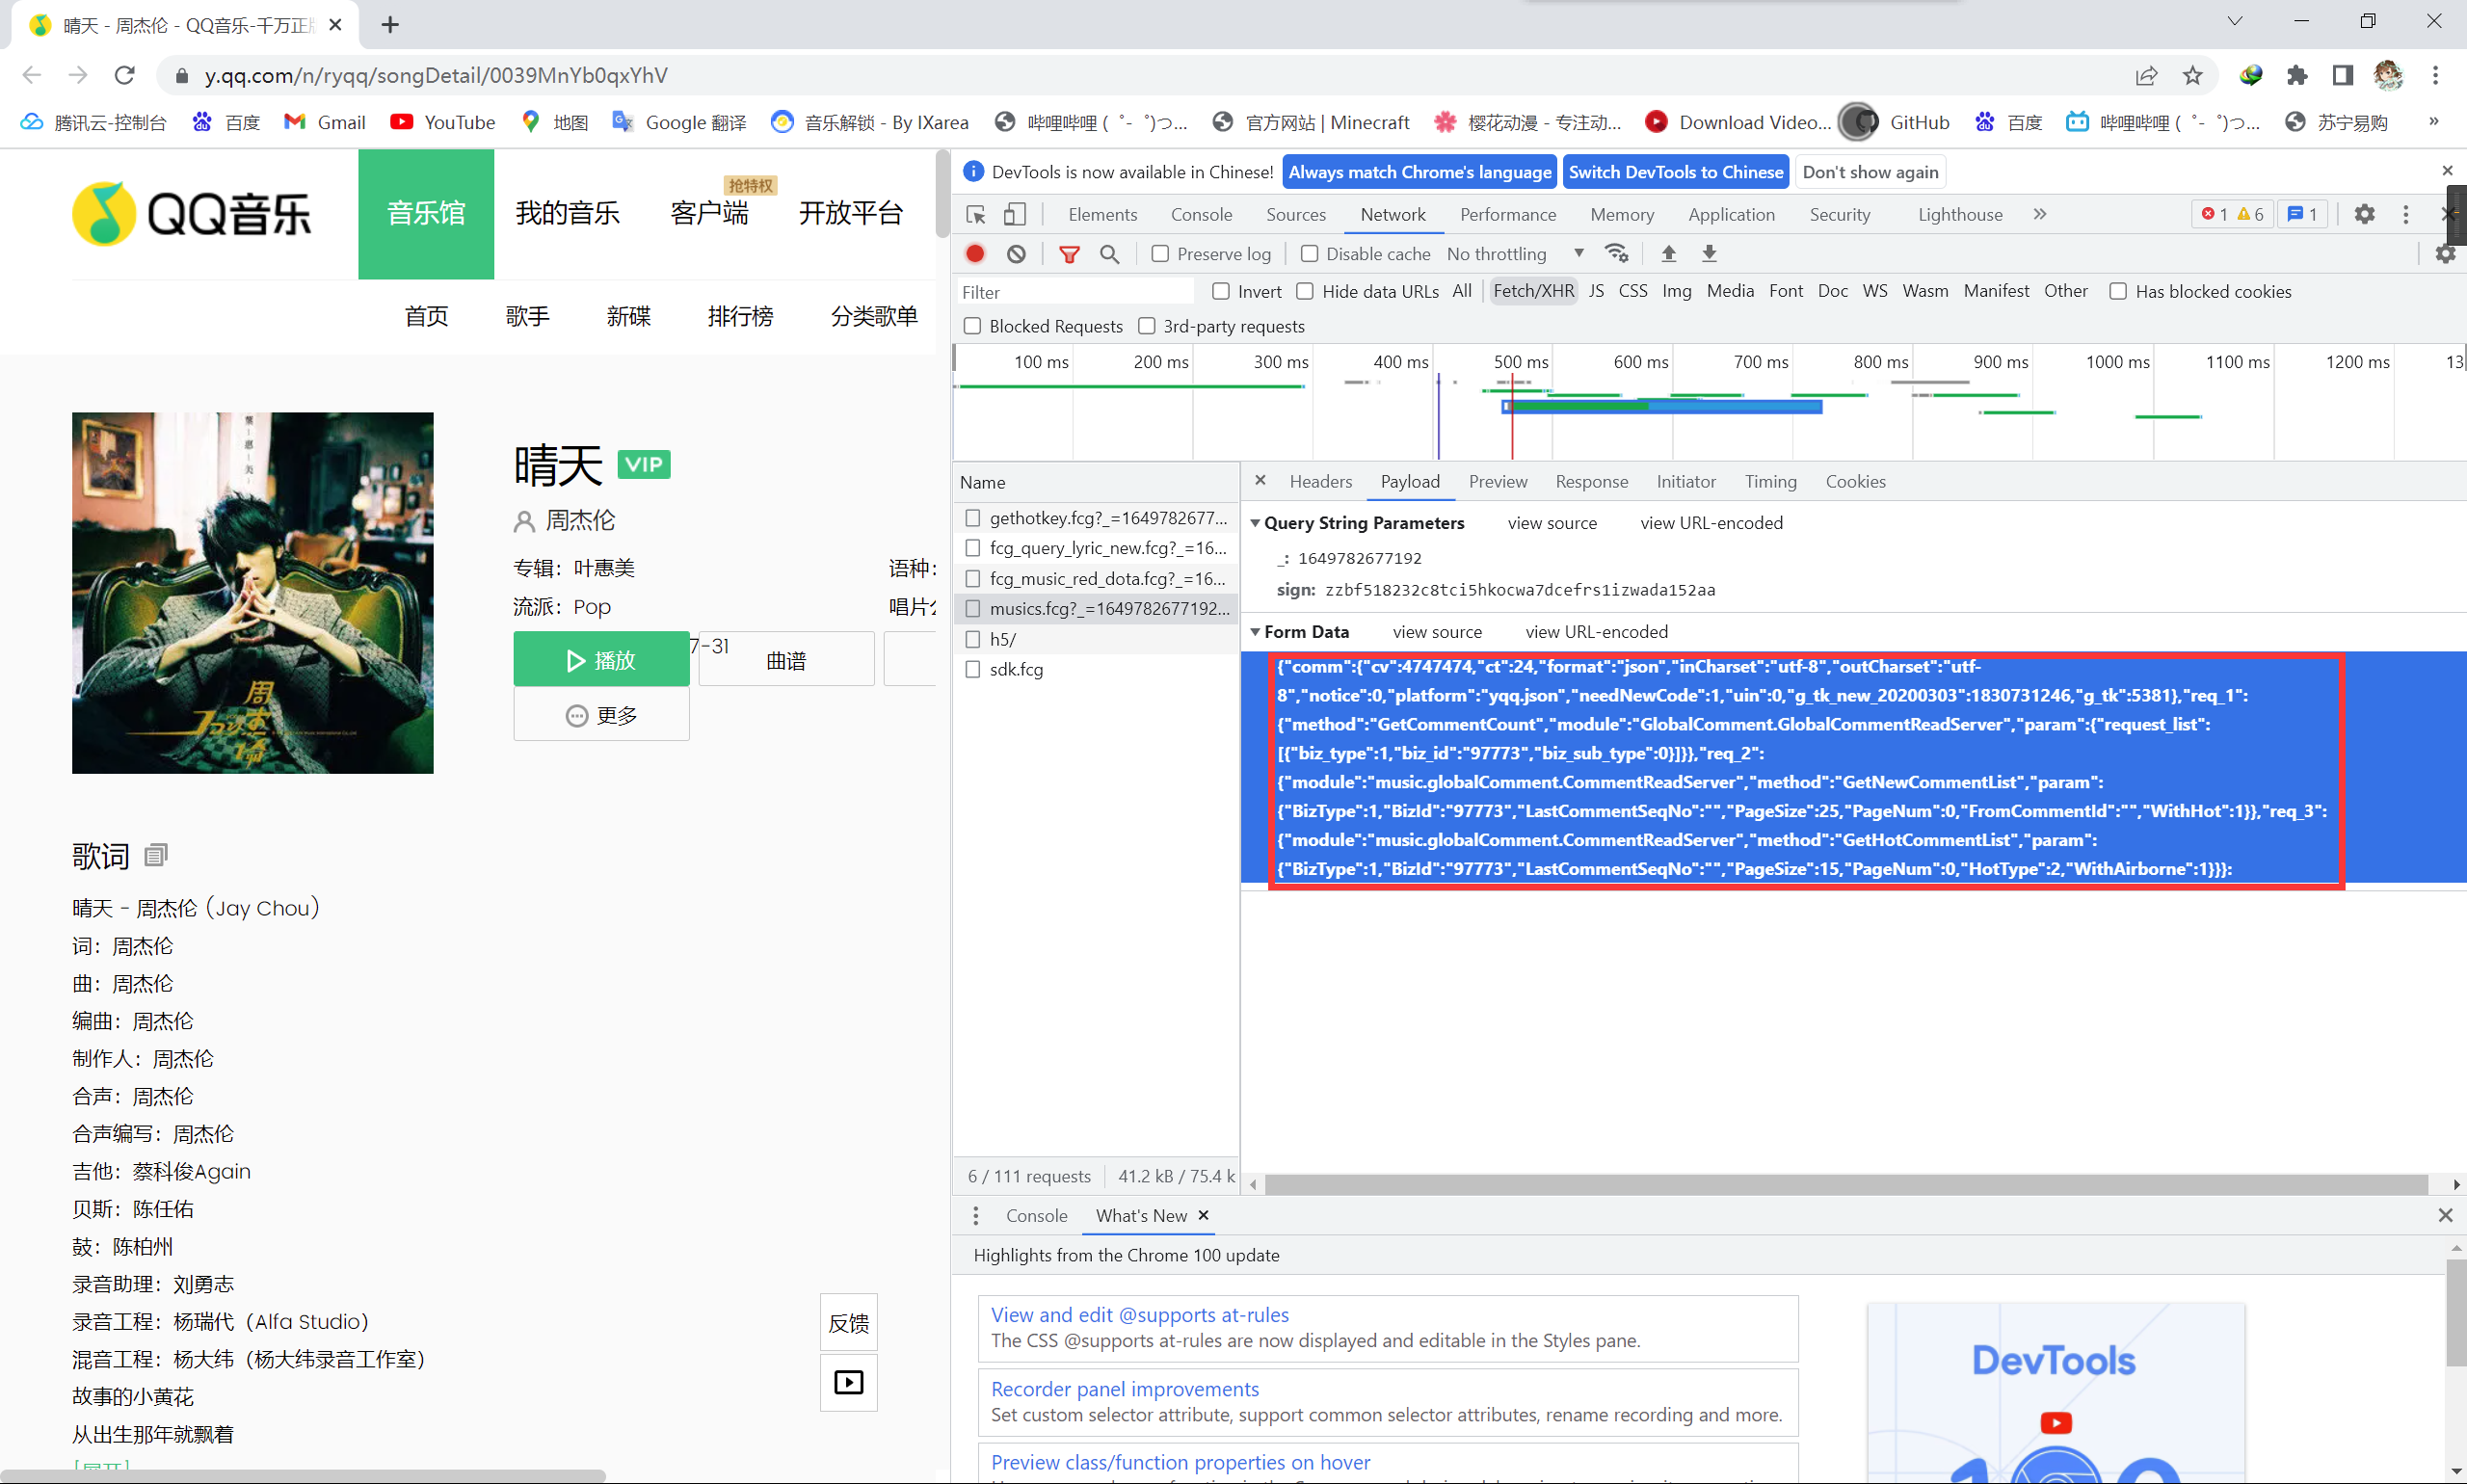 晴天 - 周杰伦 - QQ音乐-千万正
y.qq.com/n/ryqq/songDetail/0039MnYb0qxYhV
腾讯云-控制台 百度 Gmail YouTube 地图 Google 翻译 音乐解锁 - By IXarea 哔哩哔哩 (゜-゜)つ... 官方网站 | Minecraft 樱花动漫 - 专注动... Download Video... GitHub 百度 哔哩哔哩 (゜-゜)つ... 苏宁易购 »
QQ音乐 音乐馆 我的音乐 客户端 抢特权 开放平台
首页 歌手 新碟 排行榜 分类歌单
晴天 VIP
周杰伦
专辑：叶惠美 语种：
流派：Pop 唱片
7-31
播放 曲谱
更多
歌词
晴天 - 周杰伦 (Jay Chou)
词：周杰伦
曲：周杰伦
编曲：周杰伦
制作人：周杰伦
合声：周杰伦
合声编写：周杰伦
吉他：蔡科俊Again
贝斯：陈任佑
鼓：陈柏州
录音助理：刘勇志
录音工程：杨瑞代（Alfa Studio）
混音工程：杨大纬（杨大纬录音工作室）
故事的小黄花
从出生那年就飘着
[展开]
反馈
DevTools is now available in Chinese! Always match Chrome's language Switch DevTools to Chinese Don't show again
Elements Console Sources Network Performance Memory Application Security Lighthouse » 1 6 1
Preserve log Disable cache No throttling
Filter Invert Hide data URLs All Fetch/XHR JS CSS Img Media Font Doc WS Wasm Manifest Other Has blocked cookies
Blocked Requests 3rd-party requests
100 ms 200 ms 300 ms 400 ms 500 ms 600 ms 700 ms 800 ms 900 ms 1000 ms 1100 ms 1200 ms 13
Name
gethotkey.fcg?_=1649782677...
fcg_query_lyric_new.fcg?_=16...
fcg_music_red_dota.fcg?_=16...
musics.fcg?_=1649782677192...
h5/
sdk.fcg
6 / 111 requests 41.2 kB / 75.4 k
Headers Payload Preview Response Initiator Timing Cookies
Query String Parameters view source view URL-encoded
_: 1649782677192
sign: zzbf518232c8tci5hkocwa7dcefrs1izwada152aa
Form Data view source view URL-encoded
{"comm":{"cv":4747474,"ct":24,"format":"json","inCharset":"utf-8","outCharset":"utf-
8","notice":0,"platform":"yqq.json","needNewCode":1,"uin":0,"g_tk_new_20200303":1830731246,"g_tk":5381},"req_1":
{"method":"GetCommentCount","module":"GlobalComment.GlobalCommentReadServer","param":{"request_list":
[{"biz_type":1,"biz_id":"97773","biz_sub_type":0}]}},"req_2":
{"module":"music.globalComment.CommentReadServer","method":"GetNewCommentList","param":
{"BizType":1,"BizId":"97773","LastCommentSeqNo":"","PageSize":25,"PageNum":0,"FromCommentId":"","WithHot":1}},"req_3":
{"module":"music.globalComment.CommentReadServer","method":"GetHotCommentList","param":
{"BizType":1,"BizId":"97773","LastCommentSeqNo":"","PageSize":15,"PageNum":0,"HotType":2,"WithAirborne":1}}}:
Console What's New
Highlights from the Chrome 100 update
View and edit @supports at-rules
The CSS @supports at-rules are now displayed and editable in the Styles pane.
Recorder panel improvements
Set custom selector attribute, support common selector attributes, rename recording and more.
Preview class/function properties on hover
DevTools
100